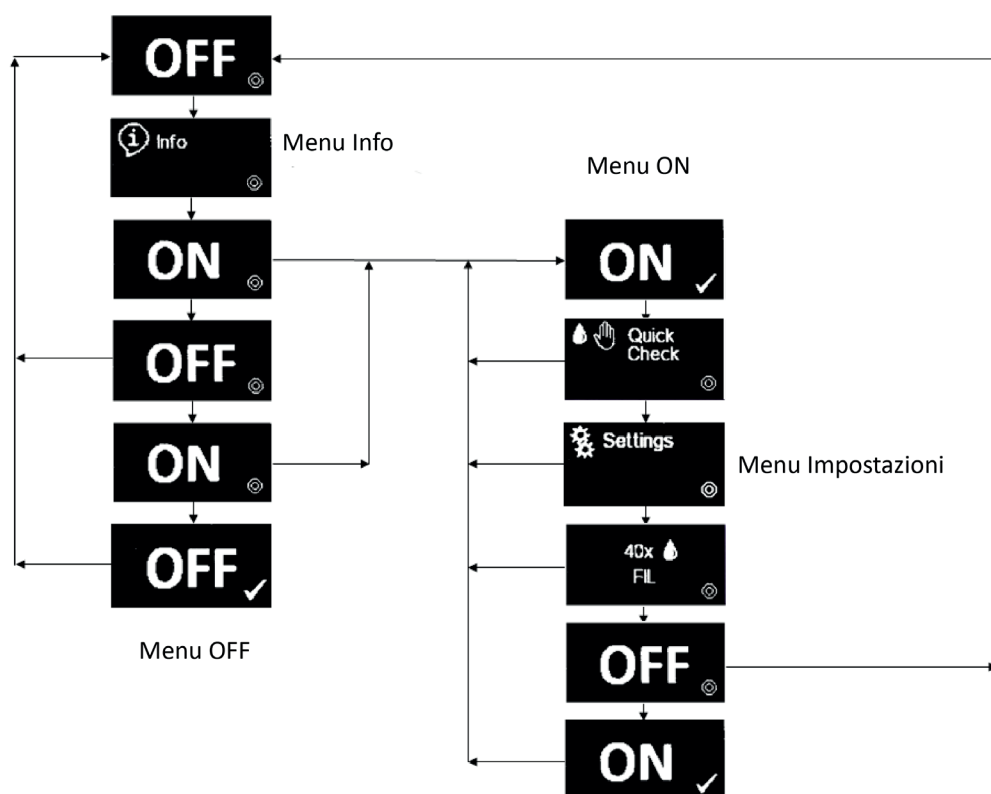 OFF
Info
Menu Info
ON
OFF
ON
OFF
Menu OFF
Menu ON
ON
Quick
Check
Settings
Menu Impostazioni
40x
FIL
OFF
ON